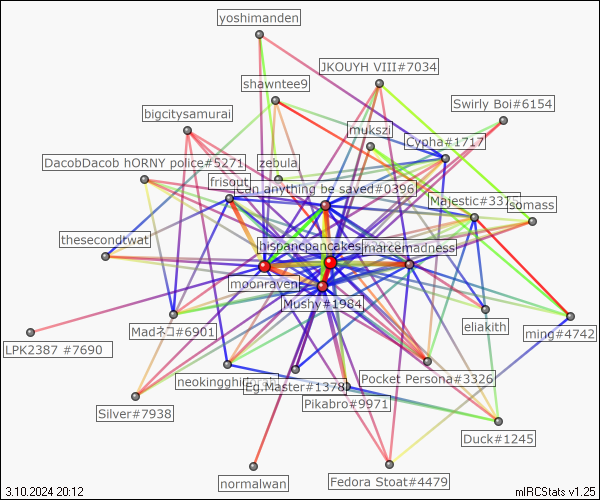 yoshimanden
JKOUYH VIII#7034
shawntee9
Swirly Boi#6154
bigcitysamurai
mukszi
Cypha#1717
DacobDacob hORNY police#5271
zebula
frisout
can anything be saved#0396
Majestic#33
somass
thesecondtwat
hispancpancakes
marcemadness
moonraven
Mushy#1984
Madネコ#6901
eliakith
ming#4742
LPK2387 #7690
neokingghidorah
Eg.Master#1378
Pocket Persona#3326
Pikabro#9971
Silver#7938
Duck#1245
normalwan
Fedora Stoat#4479
3.10.2024 20:12
mIRCStats v1.25